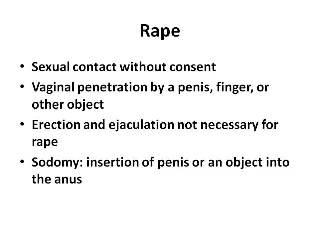 Rape
• Sexual contact without consent
• Vaginal penetration by a penis, finger, or
other object
• Erection and ejaculation not necessary for
rape
• Sodomy: insertion of penis or an object into
the anus